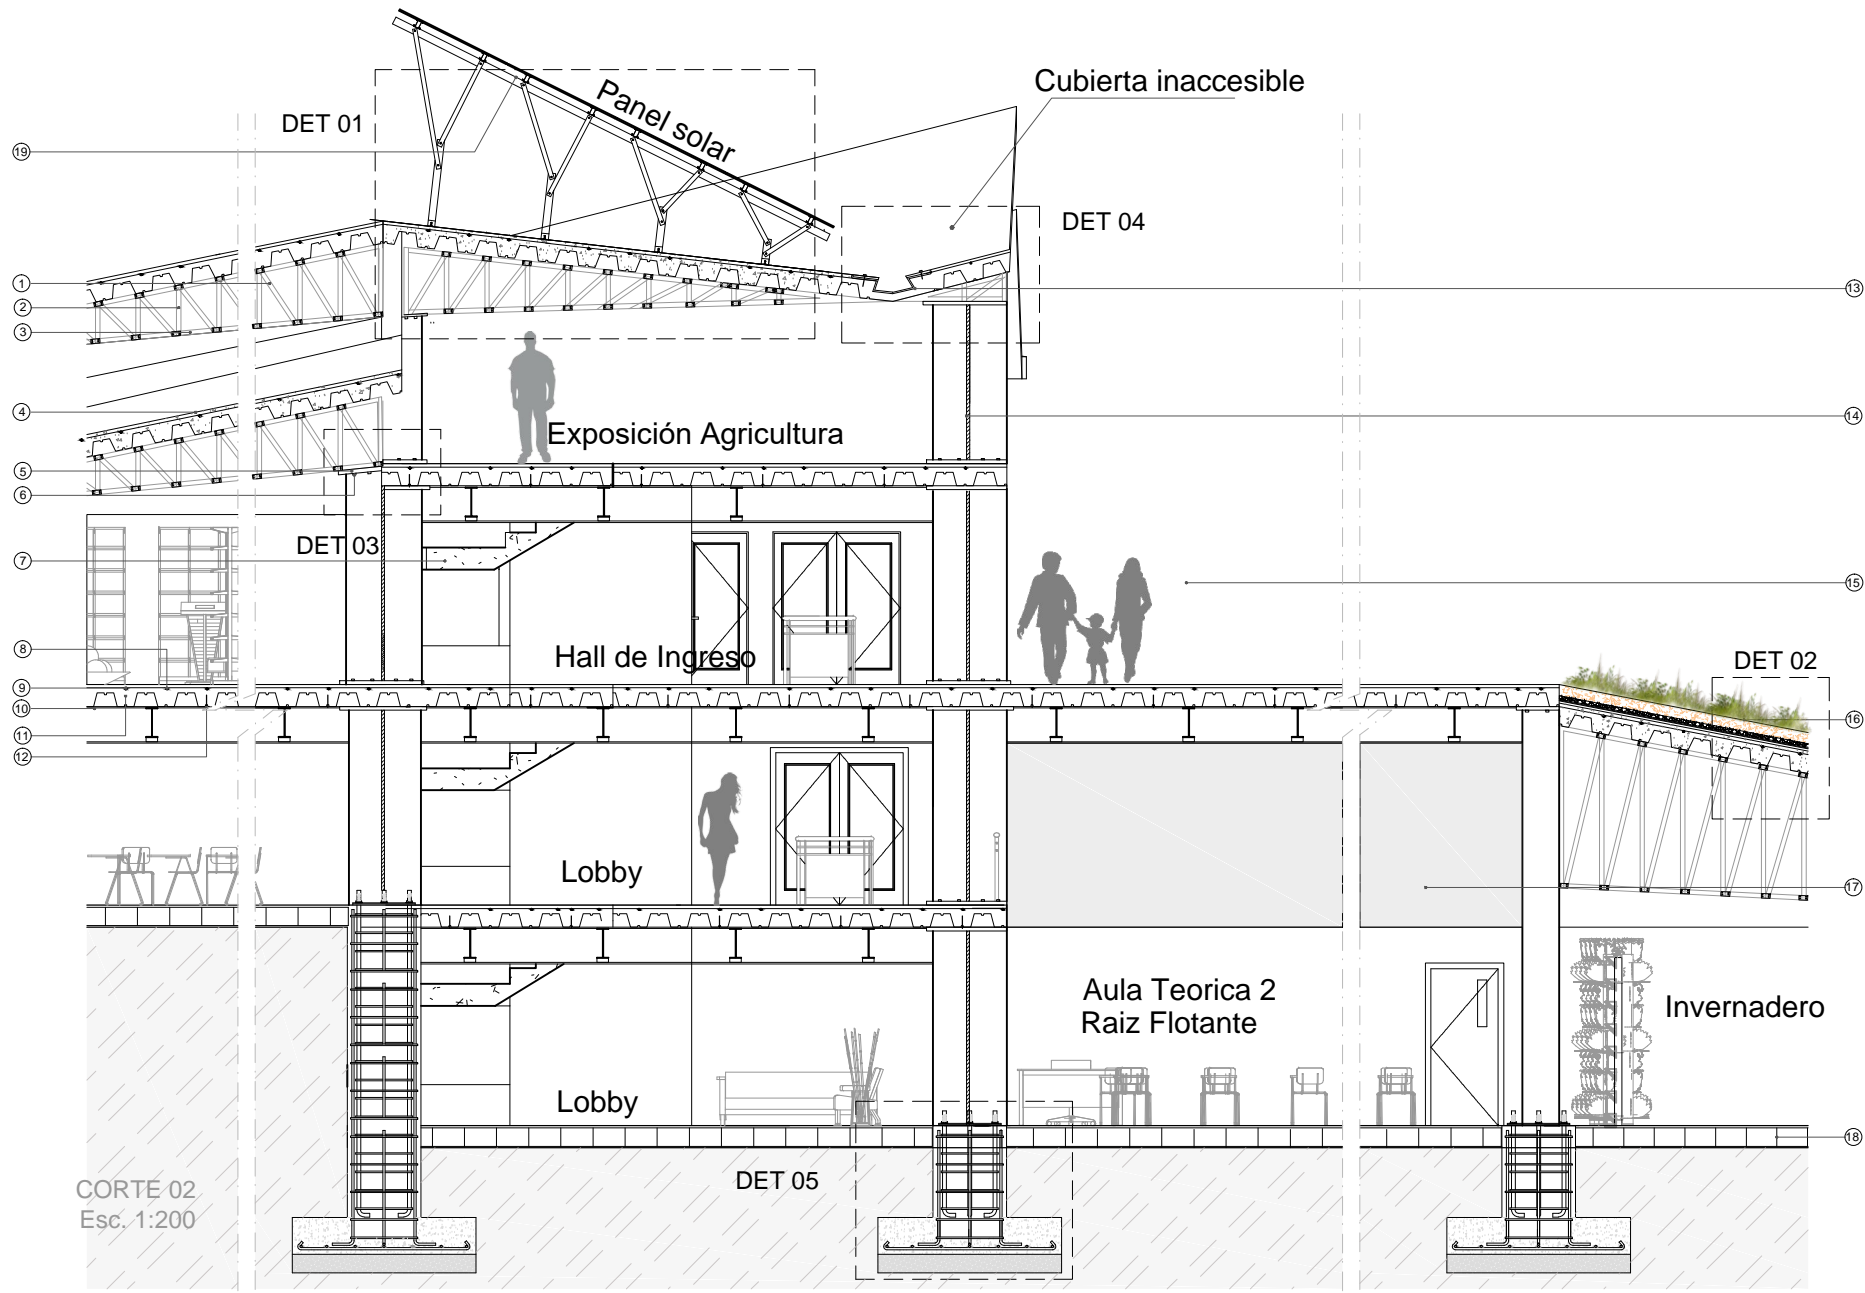 Cubierta inaccesible
Panel solar
DET 01
19
DET 04
1
2
3
13
4
14
Exposición Agricultura
5
6
DET 03
7
15
8
Hall de Ingreso
DET 02
9
10
11
12
16
Lobby
17
Aula Teorica 2
Raiz Flotante
Invernadero
Lobby
18
DET 05
CORTE 02
Esc. 1:200